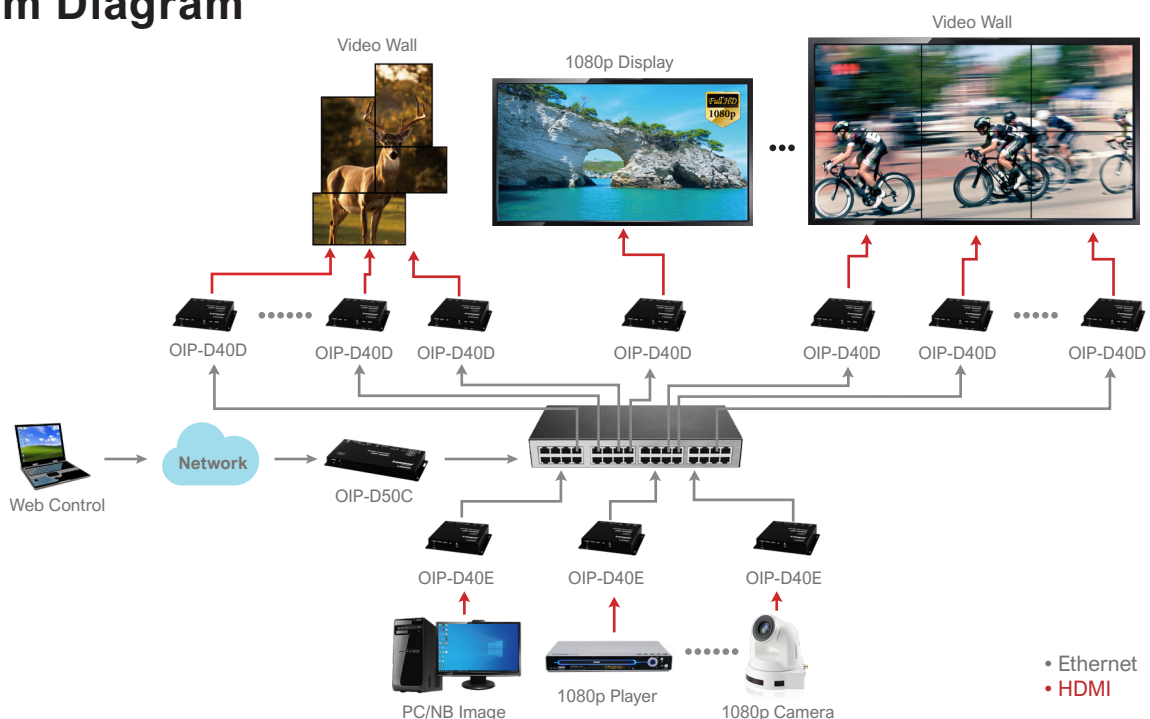 m Diagram
Video Wall
1080p Display
Video Wall
Full HD
1080p
OIP-D40D
OIP-D40D
OIP-D40D
OIP-D40D
OIP-D40D
OIP-D40D
OIP-D40D
Network
Web Control
OIP-D50C
OIP-D40E
OIP-D40E
OIP-D40E
PC/NB Image
1080p Player
1080p Camera
• Ethernet
• HDMI